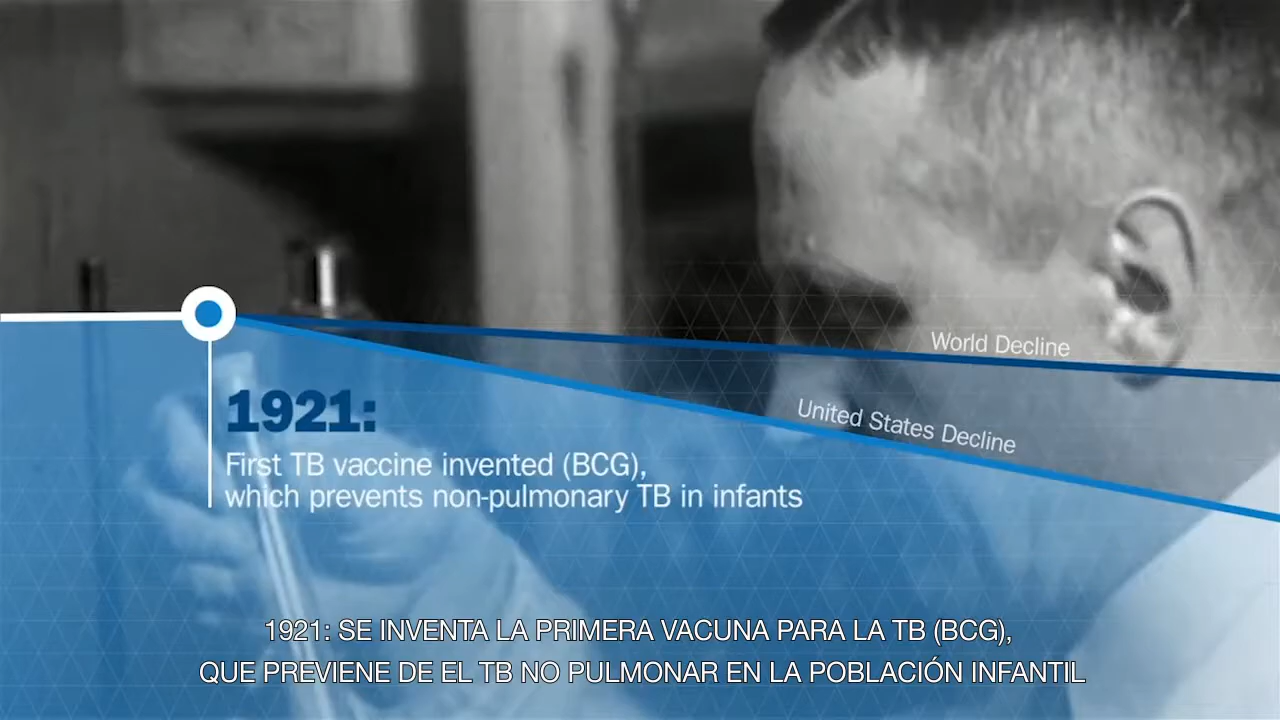 World Decline
United States Decline
1921:
First TB vaccine invented (BCG),
which prevents non-pulmonary TB in infants
1921: SE INVENTA LA PRIMERA VACUNA PARA LA TB (BCG),
QUE PREVIENE DE EL TB NO PULMONAR EN LA POBLACIÓN INFANTIL